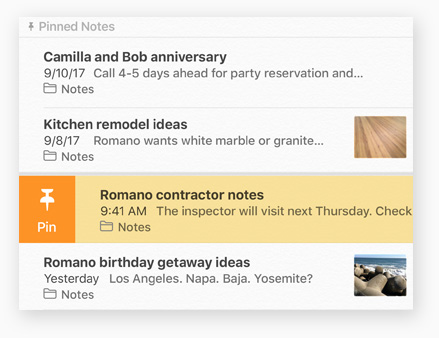 Pinned Notes
Camilla and Bob anniversary
9/10/17 Call 4-5 days ahead for party reservation and...
Notes
Kitchen remodel ideas
9/8/17 Romano wants white marble or granite...
Notes
Romano contractor notes
9:41 AM The inspector will visit next Thursday. Check
Pin
Notes
Romano birthday getaway ideas
Yesterday Los Angeles. Napa. Baja. Yosemite?
Notes